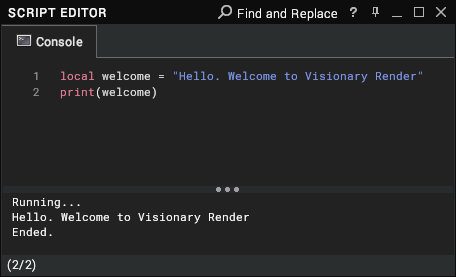 SCRIPT EDITOR
Find and Replace ?
Console
1 local welcome = "Hello. Welcome to Visionary Render"
2 print(welcome)
Running...
Hello. Welcome to Visionary Render
Ended.
(2/2)